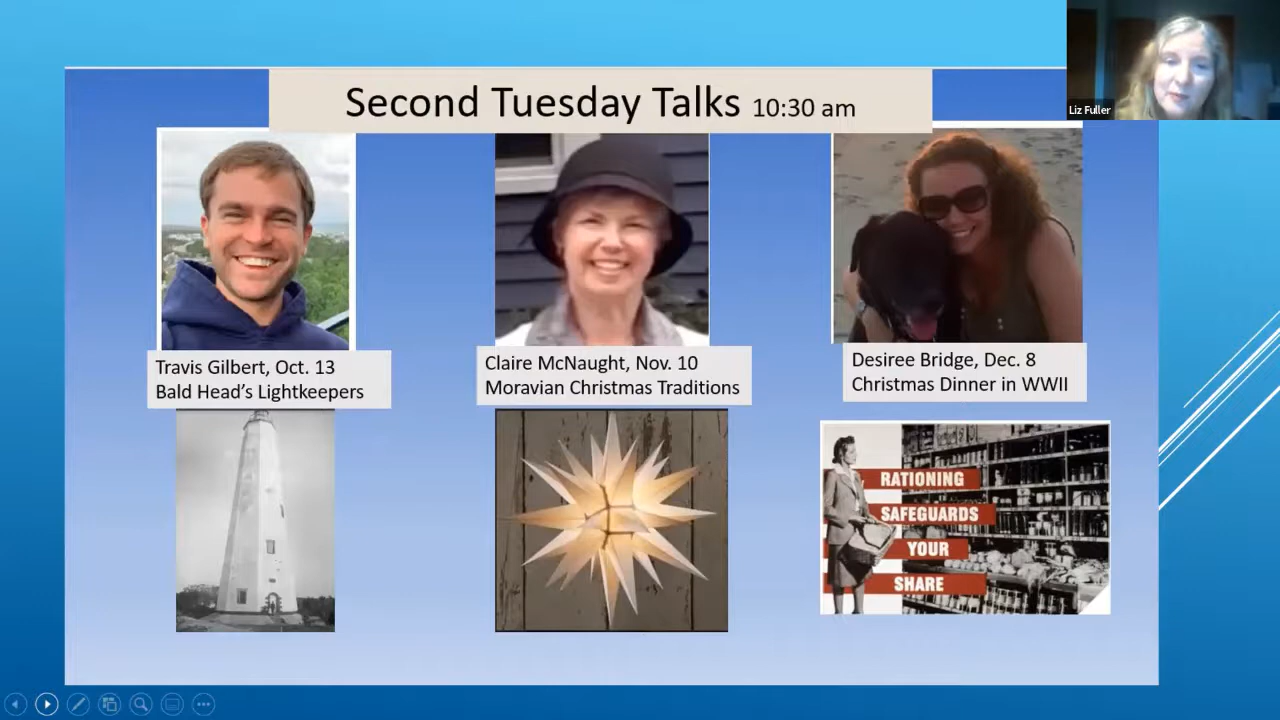 Second Tuesday Talks 10:30 am
Liz Fuller
Travis Gilbert, Oct. 13
Bald Head’s Lightkeepers
Claire McNaught, Nov. 10
Moravian Christmas Traditions
Desiree Bridge, Dec. 8
Christmas Dinner in WWII
RATIONING
SAFEGUARDS
YOUR
SHARE